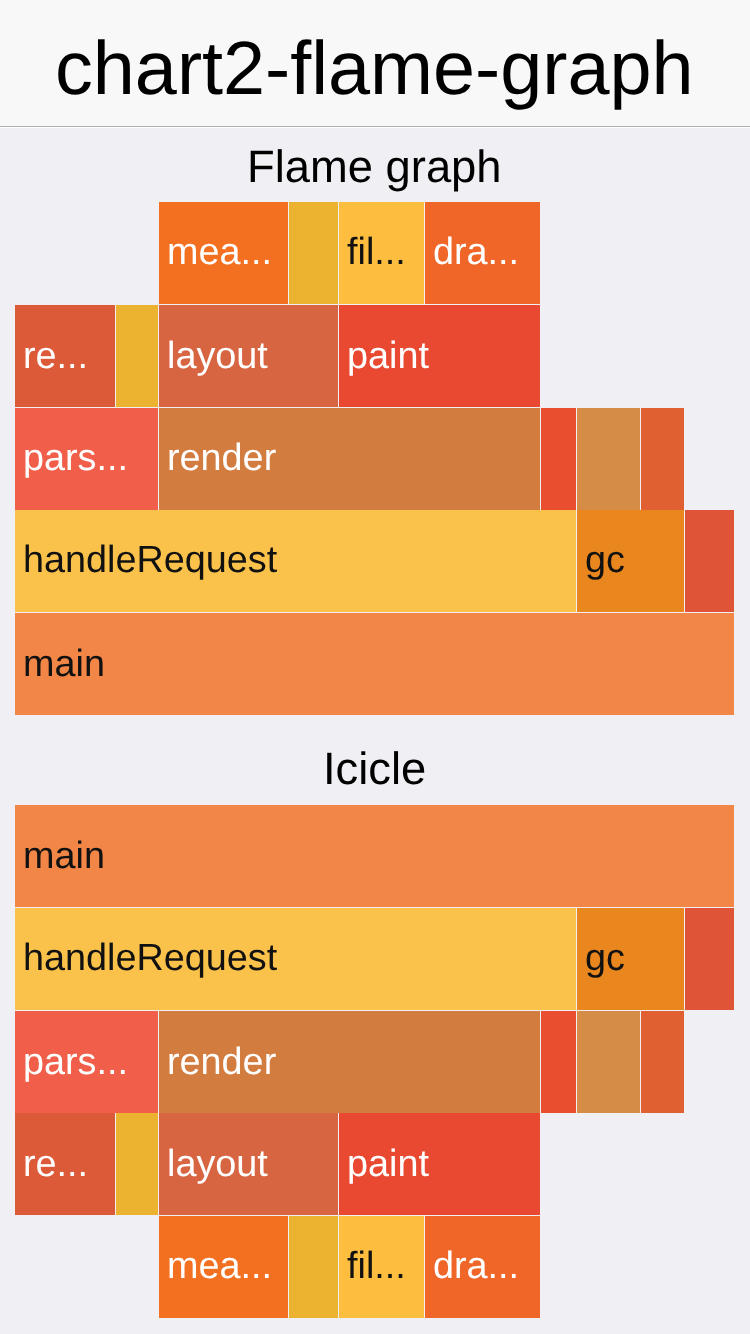 chart2-flame-graph
Flame graph
mea... fil... dra...
re... layout paint
pars... render
handleRequest gc
main
Icicle
main
handleRequest gc
pars... render
re... layout paint
mea... fil... dra...